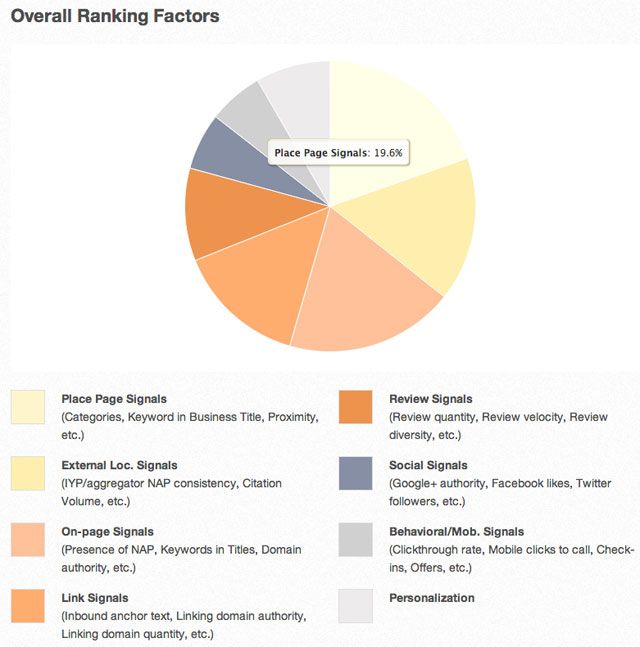 Overall Ranking Factors
Place Page Signals: 19.6%
Place Page Signals
(Categories, Keyword in Business Title, Proximity,
etc.)
External Loc. Signals
(IYP/aggregator NAP consistency, Citation
Volume, etc.)
On-page Signals
(Presence of NAP, Keywords in Titles, Domain
authority, etc.)
Link Signals
(Inbound anchor text, Linking domain authority,
Linking domain quantity, etc.)
Review Signals
(Review quantity, Review velocity, Review
diversity, etc.)
Social Signals
(Google+ authority, Facebook likes, Twitter
followers, etc.)
Behavioral/Mob. Signals
(Clickthrough rate, Mobile clicks to call, Check-
ins, Offers, etc.)
Personalization